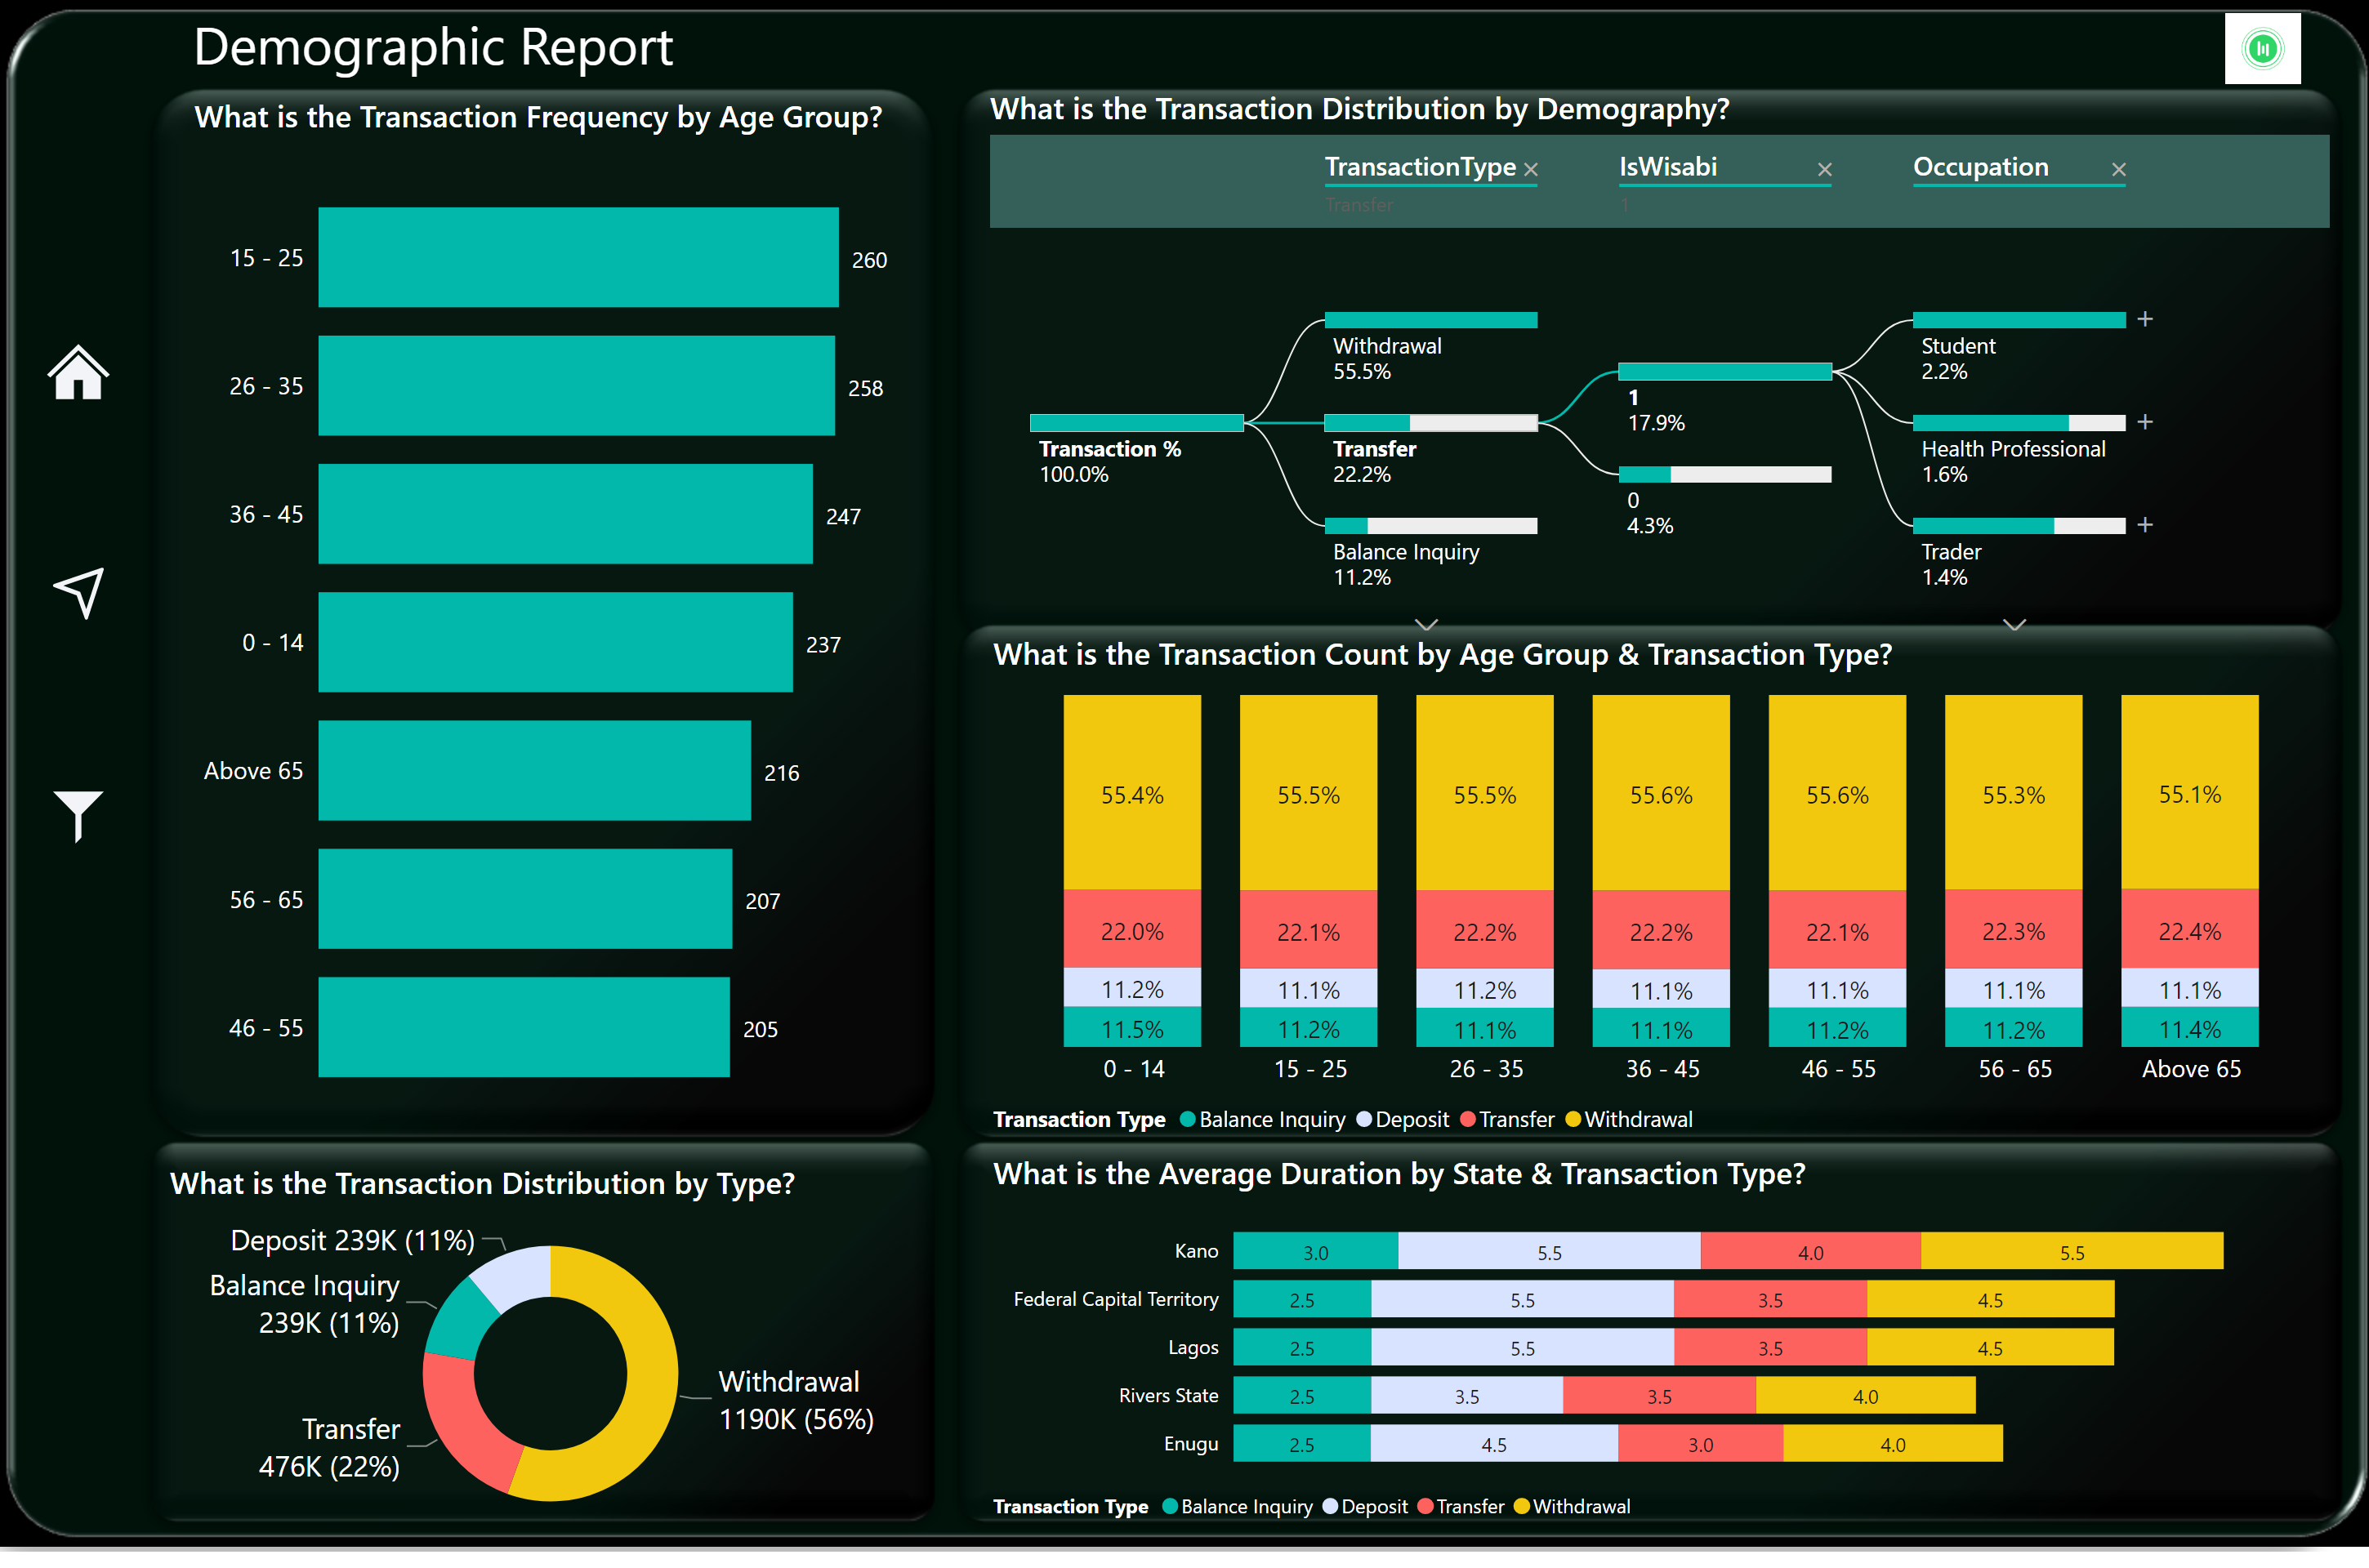 Demographic Report
What is the Transaction Frequency by Age Group?
15 - 25
260
26 - 35
258
36 - 45
247
0 - 14
237
Above 65
216
56 - 65
207
46 - 55
205
What is the Transaction Distribution by Type?
Deposit 239K (11%)
Balance Inquiry
239K (11%)
Transfer
476K (22%)
Withdrawal
1190K (56%)
What is the Transaction Distribution by Demography?
TransactionType
Transfer
IsWisabi
1
Occupation
Transaction %
100.0%
Withdrawal
55.5%
Transfer
22.2%
Balance Inquiry
11.2%
1
17.9%
0
4.3%
Student
2.2%
Health Professional
1.6%
Trader
1.4%
What is the Transaction Count by Age Group & Transaction Type?
55.4% 55.5% 55.5% 55.6% 55.6% 55.3% 55.1%
22.0% 22.1% 22.2% 22.2% 22.1% 22.3% 22.4%
11.2% 11.1% 11.2% 11.1% 11.1% 11.1% 11.1%
11.5% 11.2% 11.1% 11.1% 11.2% 11.2% 11.4%
0 - 14 15 - 25 26 - 35 36 - 45 46 - 55 56 - 65 Above 65
Transaction Type Balance Inquiry Deposit Transfer Withdrawal
What is the Average Duration by State & Transaction Type?
Kano 3.0 5.5 4.0 5.5
Federal Capital Territory 2.5 5.5 3.5 4.5
Lagos 2.5 5.5 3.5 4.5
Rivers State 2.5 3.5 3.5 4.0
Enugu 2.5 4.5 3.0 4.0
Transaction Type Balance Inquiry Deposit Transfer Withdrawal